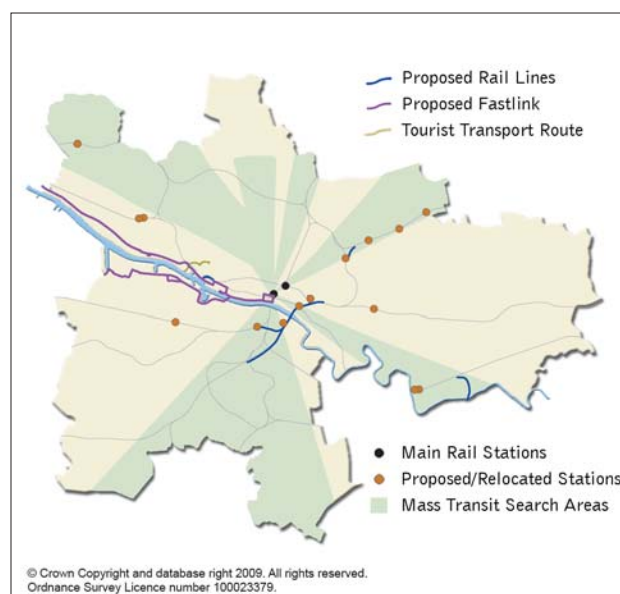 Proposed Rail Lines
Proposed Fastlink
Tourist Transport Route
Main Rail Stations
Proposed/Relocated Stations
Mass Transit Search Areas
© Crown Copyright and database right 2009. All rights reserved.
Ordnance Survey Licence number 100023379.